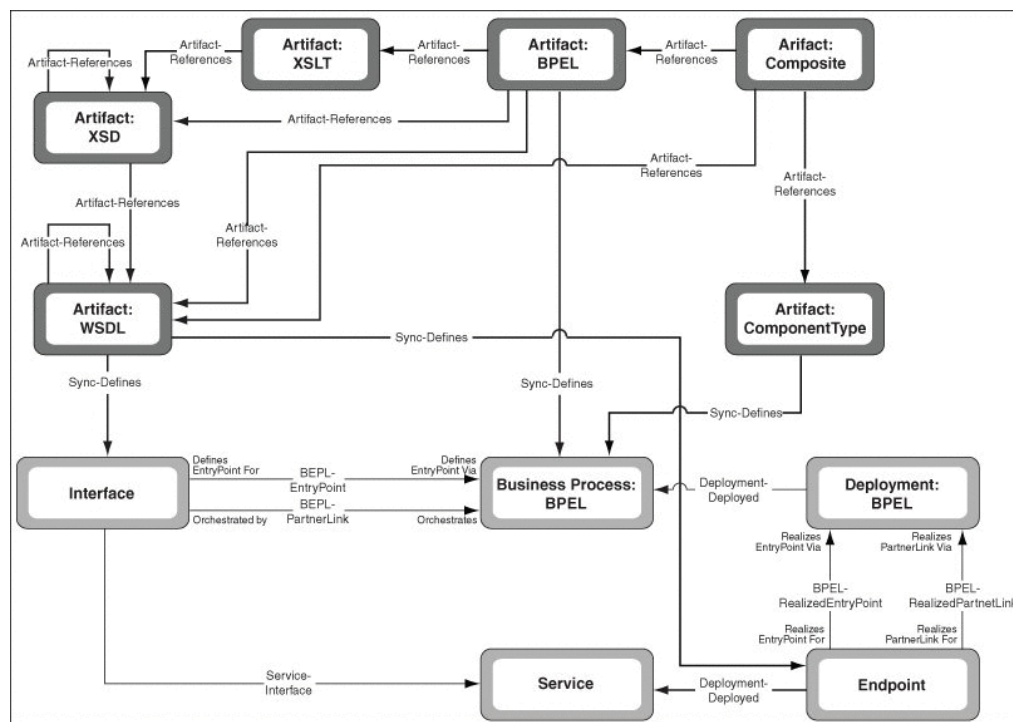 Artifact-
References
Artifact:
XSLT
Artifact-
References
Artifact:
BPEL
Artifact-
References
Arifact:
Composite
Artifact-References
Artifact:
XSD
Artifact-References
Artifact-
References
Artifact-References
Artifact-References
Artifact-
References
Artifact-
References
Artifact:
WSDL
Sync-Defines
Artifact:
ComponentType
Sync-Defines
Sync-Defines
Sync-Defines
Interface
Defines
EntryPoint For
BEPL-
EntryPoint
Defines
EntryPoint Via
Orchestrated by
BEPL-
PartnerLink
Orchestrates
Business Process:
BPEL
Deployment-
Deployed
Deployment:
BPEL
Realizes
EntryPoint Via
Realizes
PartnerLink Via
BPEL-
RealizedEntryPoint
BPEL-
RealizedPartnetLink
Realizes
EntryPoint For
Realizes
PartnerLink For
Service-
Interface
Service
Deployment-
Deployed
Endpoint